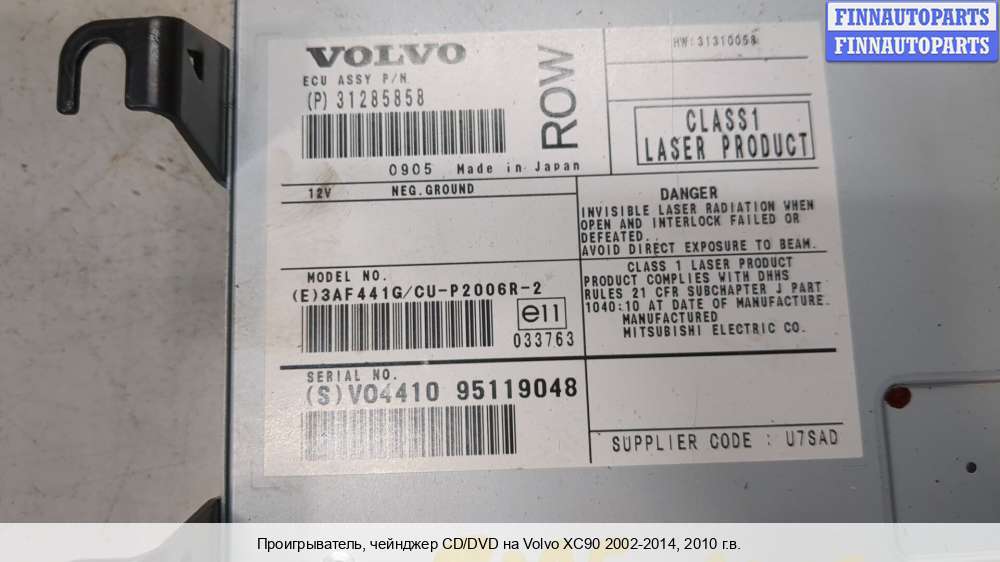 FINNAUTOPARTS
FINNAUTOPARTS
VOLVO
ECU ASSY P/N
(P) 31285858
0905 Made in Japan
ROW
HW:31310058
CLASS1
LASER PRODUCT
12V NEG.GROUND
DANGER
INVISIBLE LASER RADIATION WHEN
OPEN AND INTERLOCK FAILED OR
DEFEATED.
AVOID DIRECT EXPOSURE TO BEAM.
CLASS 1 LASER PRODUCT
PRODUCT COMPLIES WITH DHHS
RULES 21 CFR SUBCHAPTER J PART
1040:10 AT DATE OF MANUFACTURE.
MANUFACTURED
MITSUBISHI ELECTRIC CO.
MODEL NO.
(E)3AF441G/CU-P2006R-2
e11
033763
SERIAL NO.
(S)VO4410 95119048
SUPPLIER CODE : U7SAD
Проигрыватель, чейнджер CD/DVD на Volvo XC90 2002-2014, 2010 г.в.